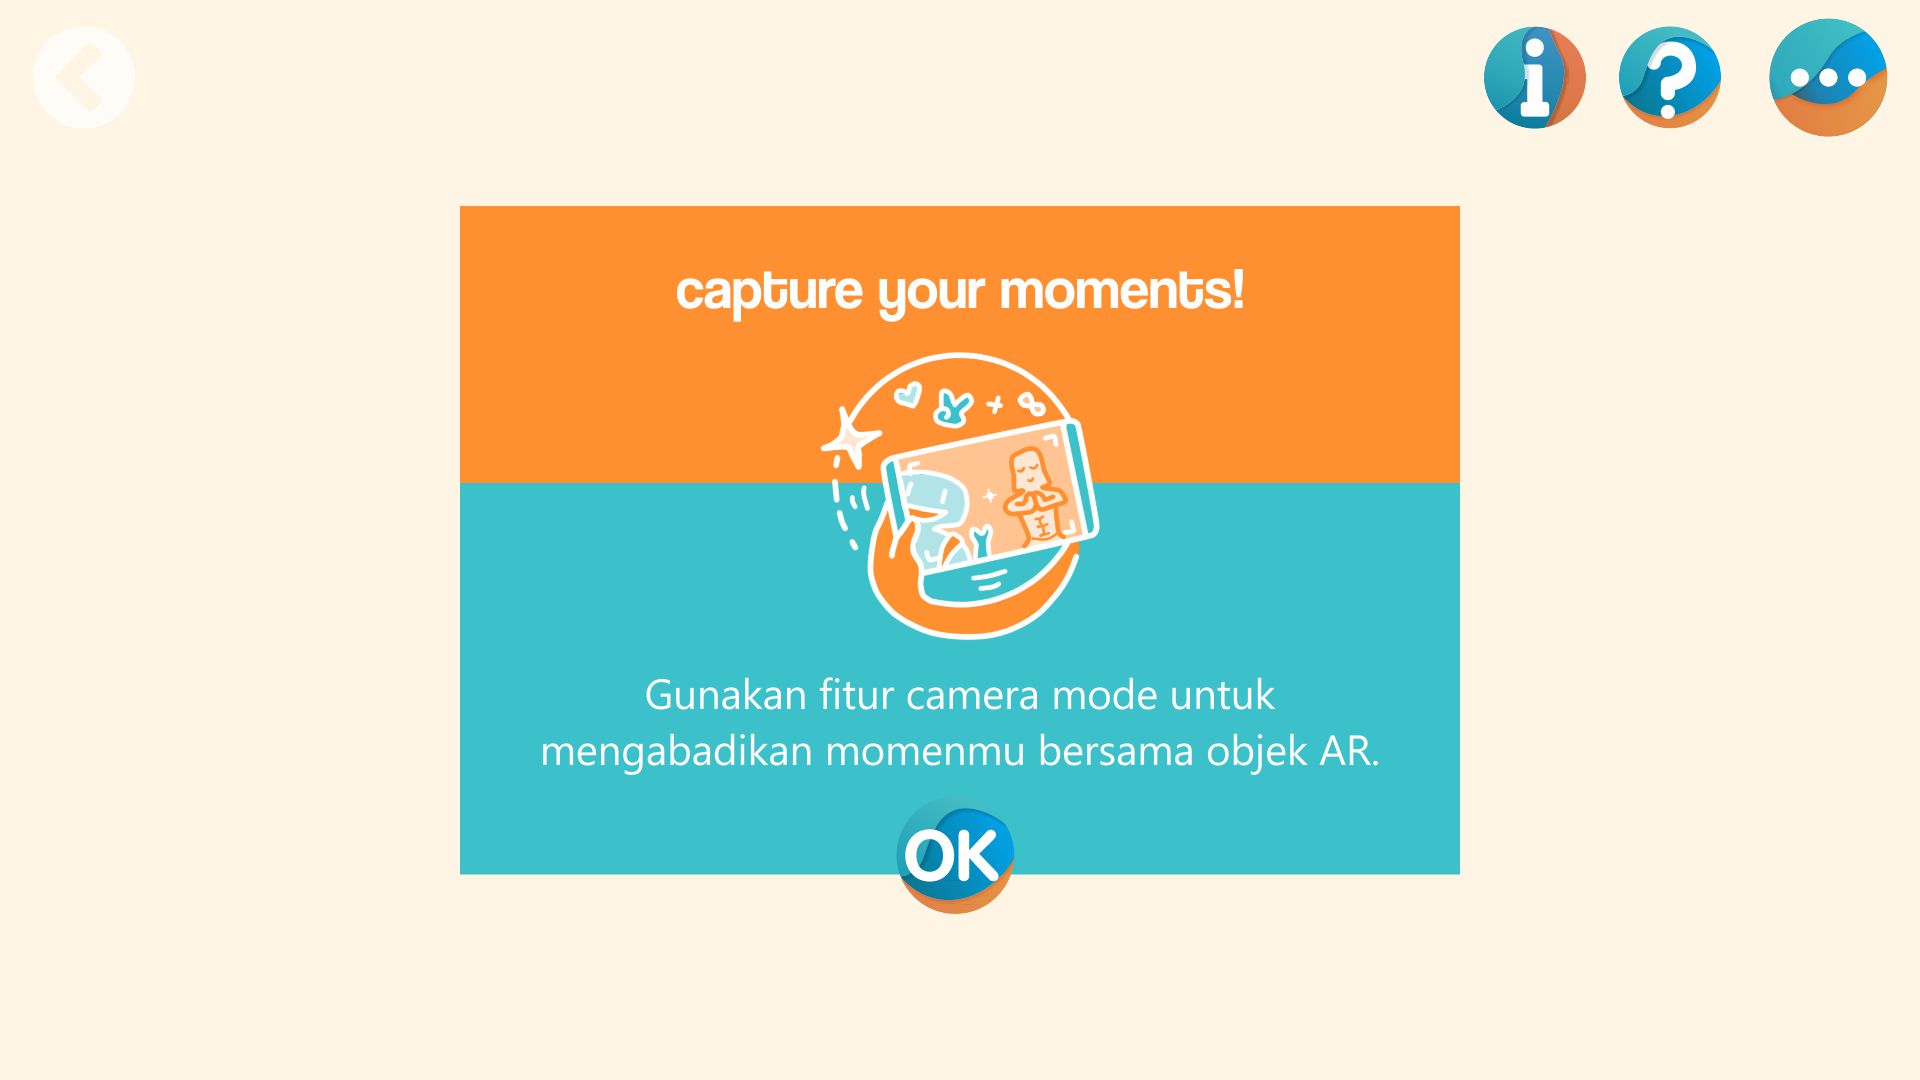 i ? •••
capture your moments!
Gunakan fitur camera mode untuk
mengabadikan momenmu bersama objek AR.
OK